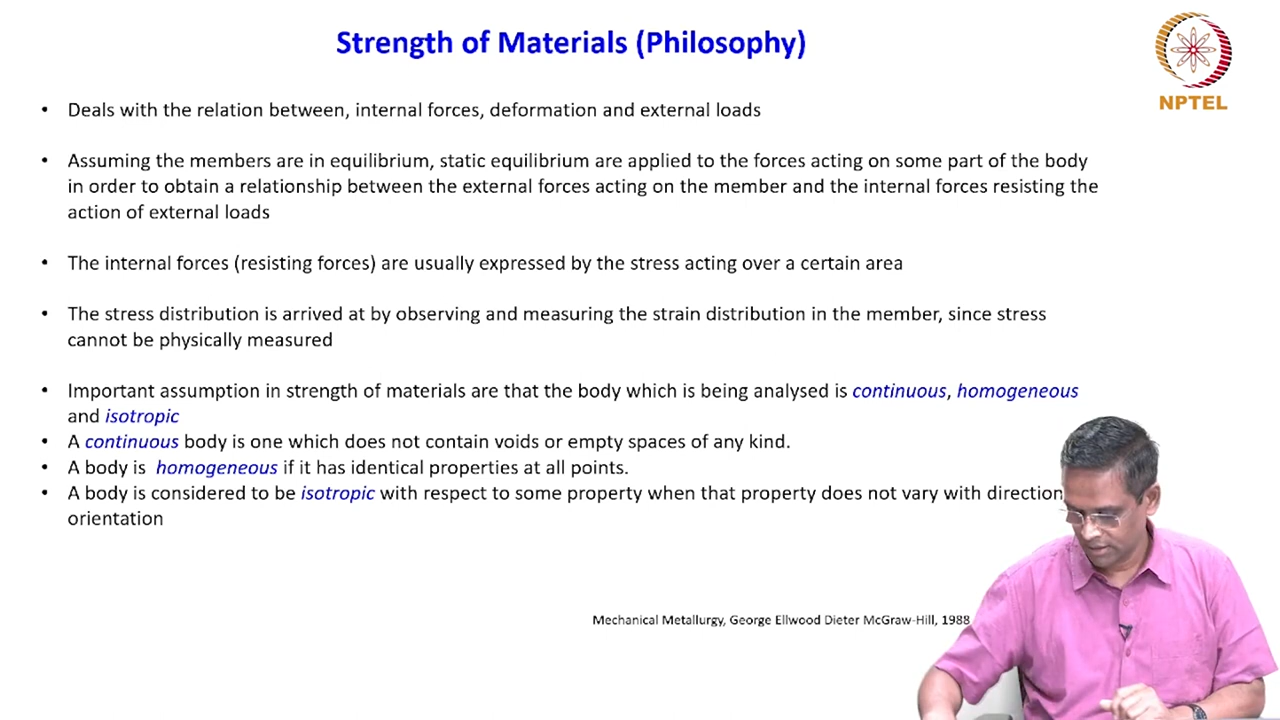 Strength of Materials (Philosophy)
NPTEL
• Deals with the relation between, internal forces, deformation and external loads
• Assuming the members are in equilibrium, static equilibrium are applied to the forces acting on some part of the body
in order to obtain a relationship between the external forces acting on the member and the internal forces resisting the
action of external loads
• The internal forces (resisting forces) are usually expressed by the stress acting over a certain area
• The stress distribution is arrived at by observing and measuring the strain distribution in the member, since stress
cannot be physically measured
• Important assumption in strength of materials are that the body which is being analysed is continuous, homogeneous
and isotropic
• A continuous body is one which does not contain voids or empty spaces of any kind.
• A body is homogeneous if it has identical properties at all points.
• A body is considered to be isotropic with respect to some property when that property does not vary with direction
orientation
Mechanical Metallurgy, George Ellwood Dieter McGraw-Hill, 1988